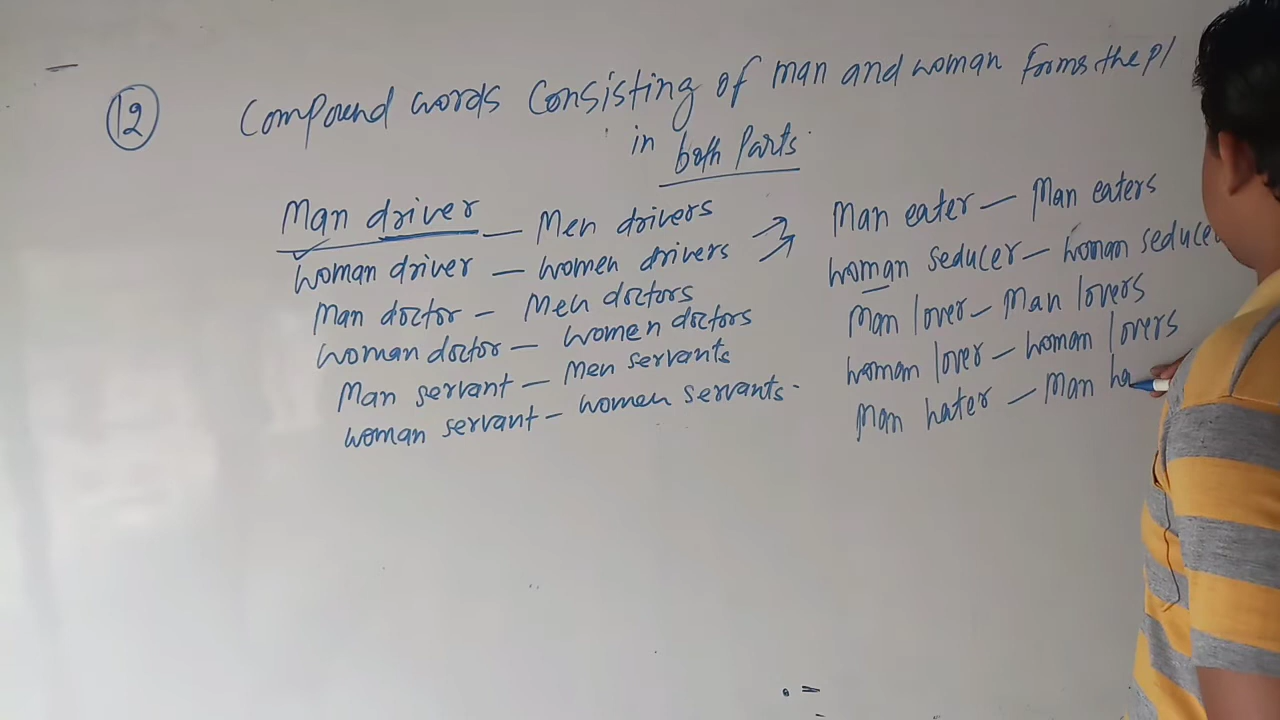 12 Compound words consisting of man and woman forms the pl
in both Parts.
Man driver — Men drivers
woman driver — women drivers
Man doctor — Men doctors
woman doctor — women doctors
Man servant — Men servants
woman servant — women servants.
Man eater — Man eaters
woman seducer — woman seducer
Man lover — Man lovers
woman lover — woman lovers
Man hater — Man ha